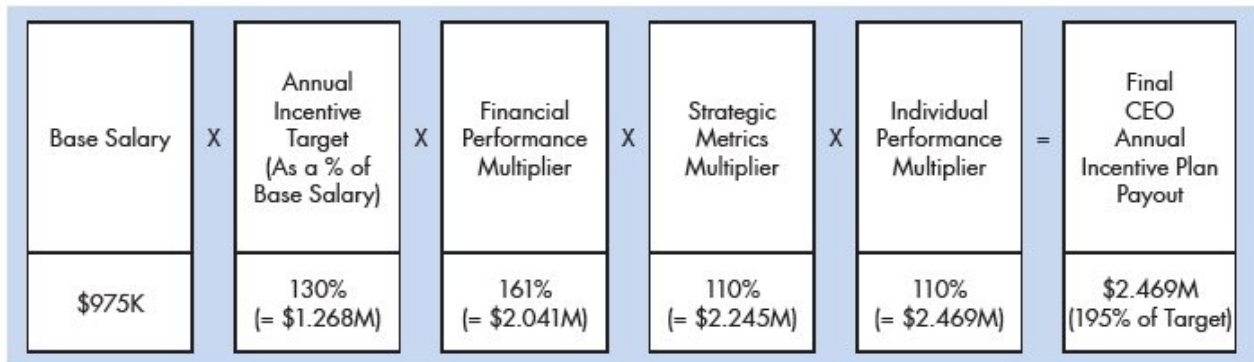 Base Salary
X
Annual
Incentive
Target
(As a % of
Base Salary)
X
Financial
Performance
Multiplier
X
Strategic
Metrics
Multiplier
X
Individual
Performance
Multiplier
=
Final
CEO
Annual
Incentive Plan
Payout
$975K
130%
(= $1.268M)
161%
(= $2.041M)
110%
(= $2.245M)
110%
(= $2.469M)
$2.469M
(195% of Target)